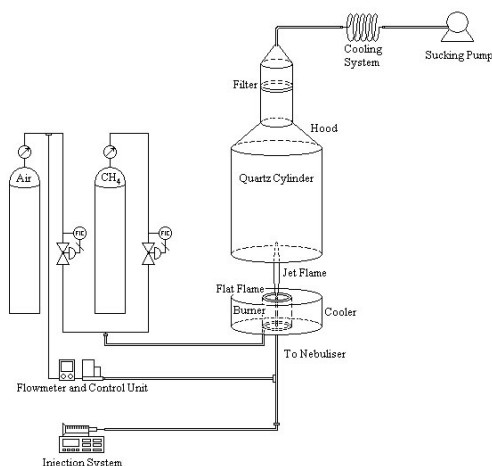 Cooling
System
Sucking Pump
Filter
Hood
Air
CH4
Quartz Cylinder
FIC
FIC
Jet Flame
Flat Flame
Burner
Cooler
To Nebuliser
Flowmeter and Control Unit
Injection System